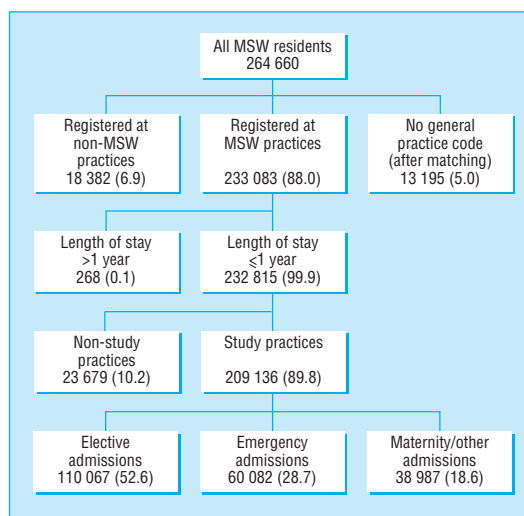 All MSW residents
264 660
Registered at
non-MSW
practices
18 382 (6.9)
Registered at
MSW practices
233 083 (88.0)
No general
practice code
(after matching)
13 195 (5.0)
Length of stay
>1 year
268 (0.1)
Length of stay
⩽1 year
232 815 (99.9)
Non-study
practices
23 679 (10.2)
Study practices
209 136 (89.8)
Elective
admissions
110 067 (52.6)
Emergency
admissions
60 082 (28.7)
Maternity/other
admissions
38 987 (18.6)